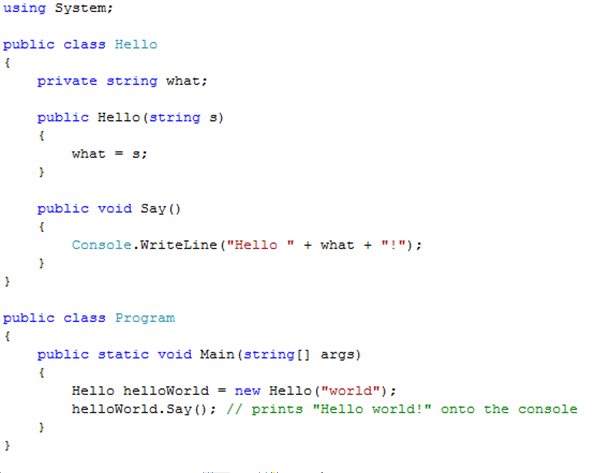 using System;

public class Hello
{
    private string what;

    public Hello(string s)
    {
        what = s;
    }

    public void Say()
    {
        Console.WriteLine("Hello " + what + "!");
    }
}

public class Program
{
    public static void Main(string[] args)
    {
        Hello helloWorld = new Hello("world");
        helloWorld.Say(); // prints "Hello world!" onto the console
    }
}